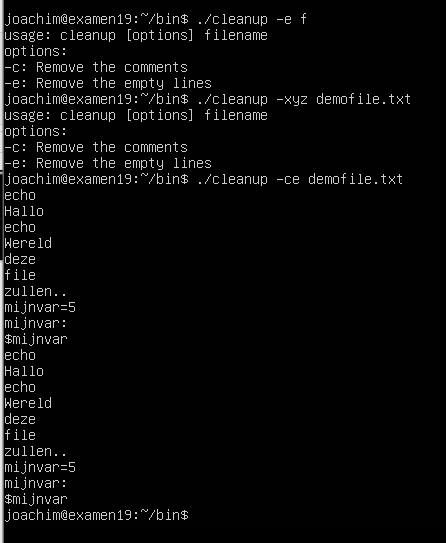 joachim@examen19:~/bin$ ./cleanup -e f
usage: cleanup [options] filename
options:
-c: Remove the comments
-e: Remove the empty lines
joachim@examen19:~/bin$ ./cleanup -xyz demofile.txt
usage: cleanup [options] filename
options:
-c: Remove the comments
-e: Remove the empty lines
joachim@examen19:~/bin$ ./cleanup -ce demofile.txt
echo
Hallo
echo
Wereld
deze
file
zullen..
mijnvar=5
mijnvar:
$mijnvar
echo
Hallo
echo
Wereld
deze
file
zullen..
mijnvar=5
mijnvar:
$mijnvar
joachim@examen19:~/bin$